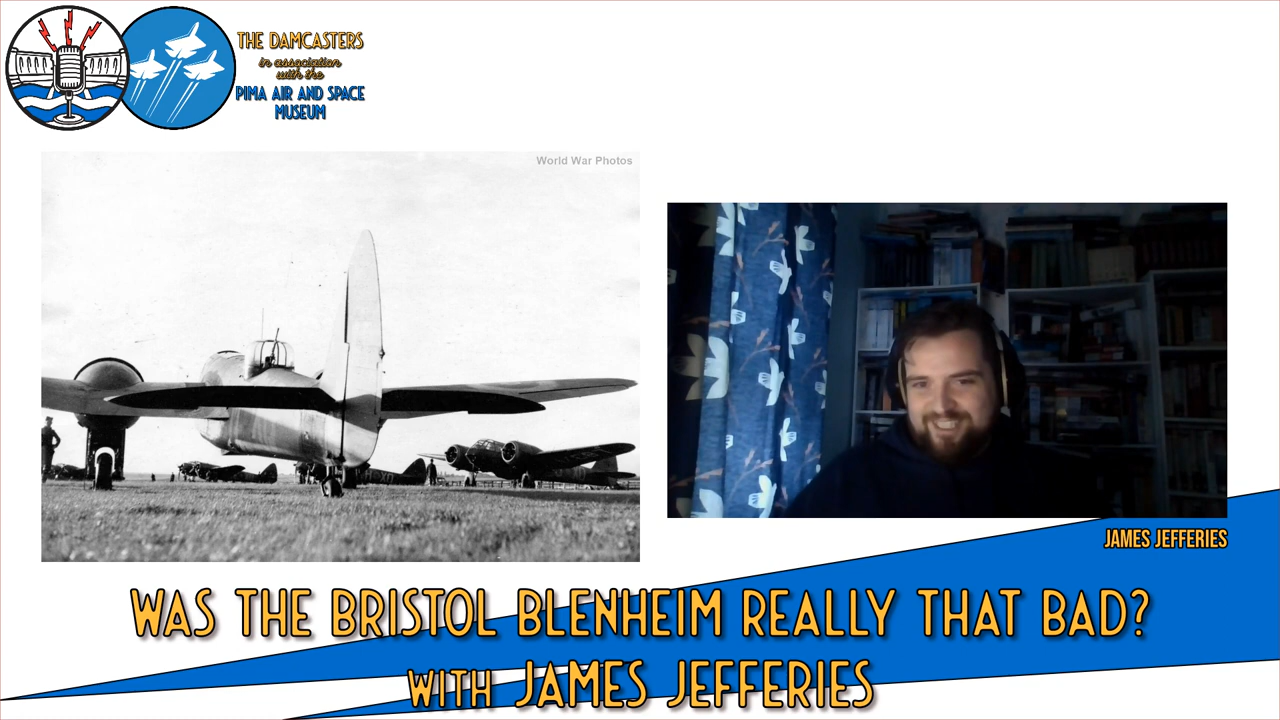 THE DAMCASTERS
in association
with the
PIMA AIR AND SPACE
MUSEUM
World War Photos
JAMES JEFFERIES
WAS THE BRISTOL BLENHEIM REALLY THAT BAD?
WITH JAMES JEFFERIES